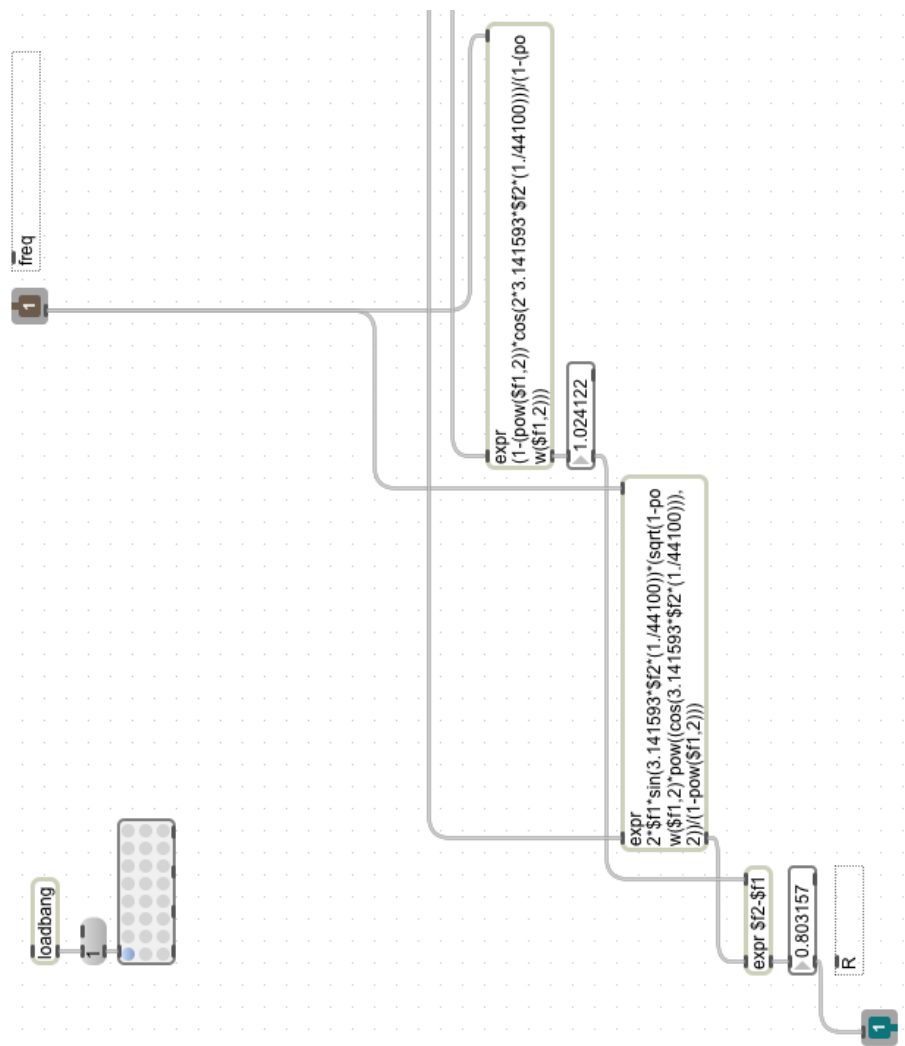 loadbang
1
freq
1
expr
(1-(pow($f1,2))*cos(2*3.141593*$f2*(1./44100)))/(1-(po
w($f1,2)))
1.024122
expr
2*$f1*sin(3.141593*$f2*(1./44100))*(sqrt(1-po
w($f1,2)*pow((cos(3.141593*$f2*(1./44100))),
2))/(1-pow($f1,2)))
expr $f2-$f1
0.803157
R
1